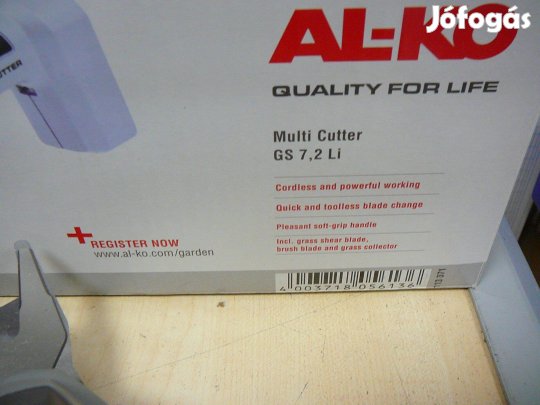 Jófogás
AL-KO
QUALITY FOR LIFE
Multi Cutter
GS 7,2 Li
Cordless and powerful working
Quick and toolless blade change
Pleasant soft-grip handle
Incl. grass shear blade,
brush blade and grass collector
REGISTER NOW
www.al-ko.com/garden
4 003718 056136
113 371